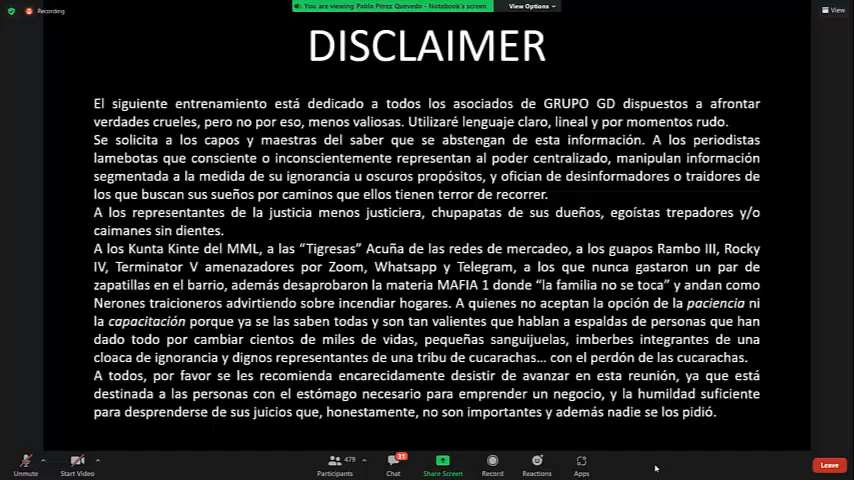 Recording
You are viewing Pablo Pérez Quevedo - Notebook's screen
View Options
View
DISCLAIMER
El siguiente entrenamiento está dedicado a todos los asociados de GRUPO GD dispuestos a afrontar
verdades crueles, pero no por eso, menos valiosas. Utilizaré lenguaje claro, lineal y por momentos rudo.
Se solicita a los capos y maestras del saber que se abstengan de esta información. A los periodistas
lamebotas que consciente o inconscientemente representan al poder centralizado, manipulan información
segmentada a la medida de su ignorancia u oscuros propósitos, y ofician de desinformadores o traidores de
los que buscan sus sueños por caminos que ellos tienen terror de recorrer.
A los representantes de la justicia menos justiciera, chupapatas de sus dueños, egoístas trepadores y/o
caimanes sin dientes.
A los Kunta Kinte del MML, a las “Tigresas” Acuña de las redes de mercadeo, a los guapos Rambo III, Rocky
IV, Terminator V amenazadores por Zoom, Whatsapp y Telegram, a los que nunca gastaron un par de
zapatillas en el barrio, además desaprobaron la materia MAFIA 1 donde “la familia no se toca” y andan como
Nerones traicioneros advirtiendo sobre incendiar hogares. A quienes no aceptan la opción de la paciencia ni
la capacitación porque ya se las saben todas y son tan valientes que hablan a espaldas de personas que han
dado todo por cambiar cientos de miles de vidas, pequeñas sanguijuelas, imberbes integrantes de una
cloaca de ignorancia y dignos representantes de una tribu de cucarachas... con el perdón de las cucarachas.
A todos, por favor se les recomienda encarecidamente desistir de avanzar en esta reunión, ya que está
destinada a las personas con el estómago necesario para emprender un negocio, y la humildad suficiente
para desprenderse de sus juicios que, honestamente, no son importantes y además nadie se los pidió.
Unmute
Start Video
479
Participants
31
Chat
Share Screen
Record
Reactions
Apps
Leave